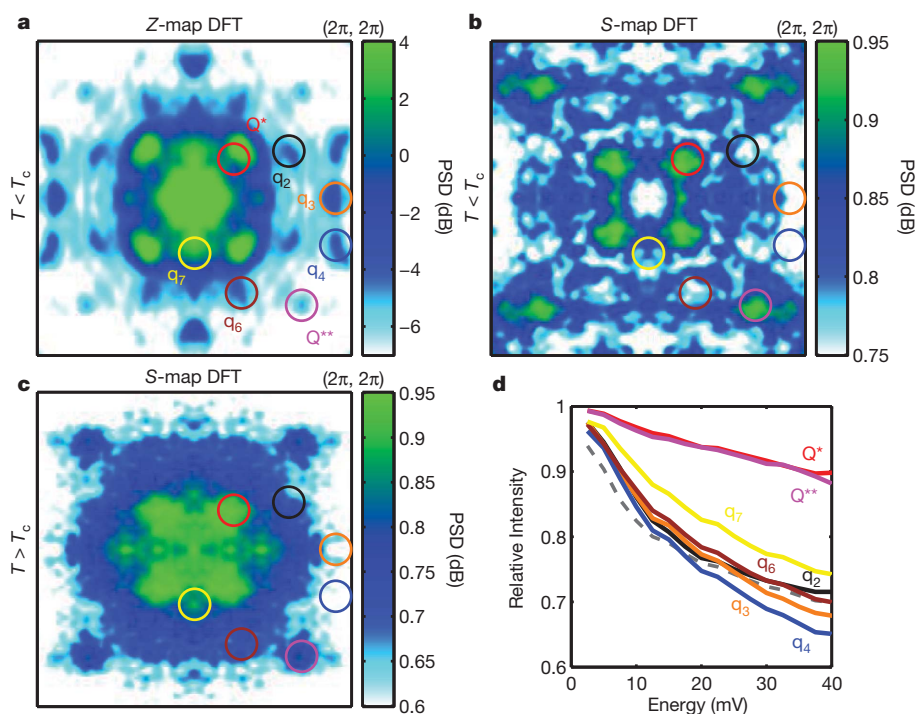 a
Z-map DFT
(2π, 2π)
T < Tc
Q*
q2
q3
q4
q7
q6
Q**
4
2
0
−2
−4
−6
PSD (dB)
b
S-map DFT
(2π, 2π)
T < Tc
0.95
0.9
0.85
0.8
0.75
PSD (dB)
c
S-map DFT
(2π, 2π)
T > Tc
0.95
0.9
0.85
0.8
0.75
0.7
0.65
0.6
PSD (dB)
d
1
0.9
0.8
0.7
0.6
Relative Intensity
Q*
Q**
q7
q6
q2
q3
q4
0 10 20 30 40
Energy (mV)